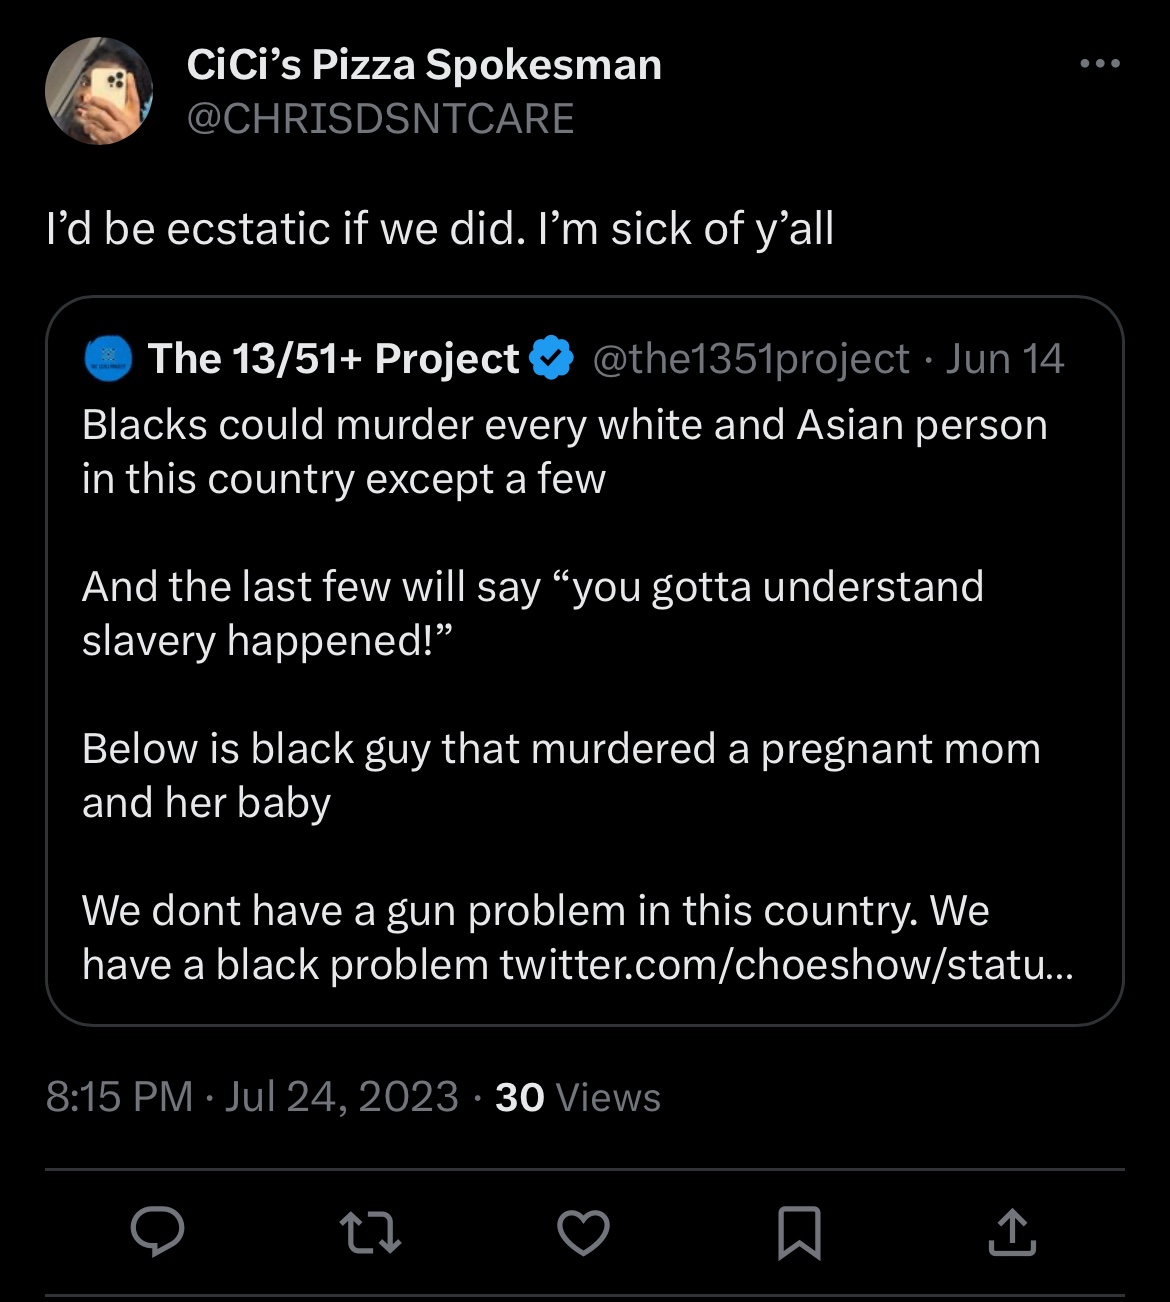 CiCi’s Pizza Spokesman
@CHRISDSNTCARE
I’d be ecstatic if we did. I’m sick of y’all
The 13/51+ Project @the1351project · Jun 14
Blacks could murder every white and Asian person
in this country except a few
And the last few will say “you gotta understand
slavery happened!”
Below is black guy that murdered a pregnant mom
and her baby
We dont have a gun problem in this country. We
have a black problem twitter.com/choeshow/statu...
8:15 PM · Jul 24, 2023 · 30 Views